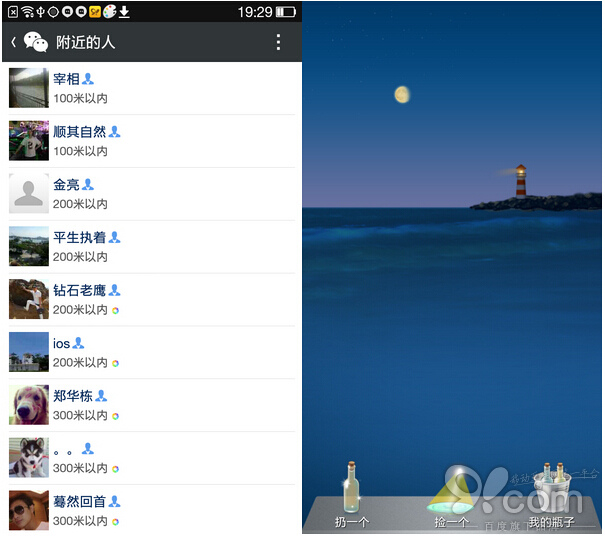 19:29
附近的人
宰相
100米以内
顺其自然
100米以内
金亮
200米以内
平生执着
200米以内
钻石老鹰
200米以内
ios
200米以内
郑华栋
300米以内
。。
300米以内
蓦然回首
300米以内
扔一个
捡一个
我的瓶子
.com